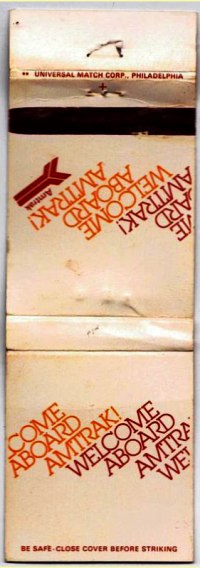 ** UNIVERSAL MATCH CORP., PHILADELPHIA
Amtrak
WELCOME
ABOARD
AMTRAK!
ME
ARD
AMTRAK!
COME
ABOARD
AMTRAK!
WELCOME
ABOARD
AMTRA
WE
BE SAFE-CLOSE COVER BEFORE STRIKING